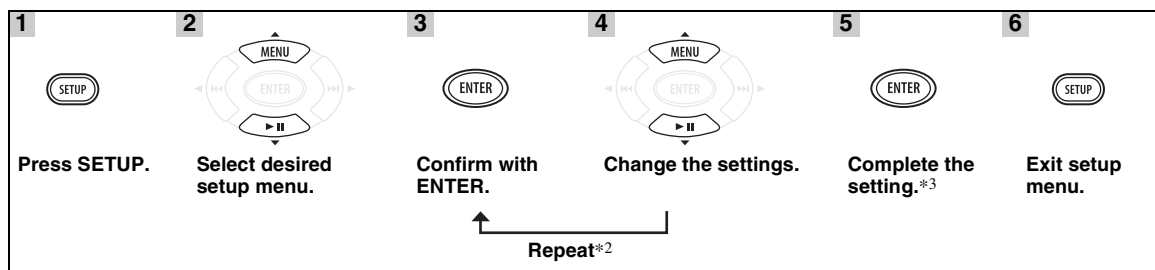 1
2
3
4
5
6
SETUP
MENU
ENTER
ENTER
MENU
ENTER
ENTER
SETUP
Press SETUP.
Select desired
setup menu.
Confirm with
ENTER.
Change the settings.
Complete the
setting.*3
Exit setup
menu.
Repeat*2